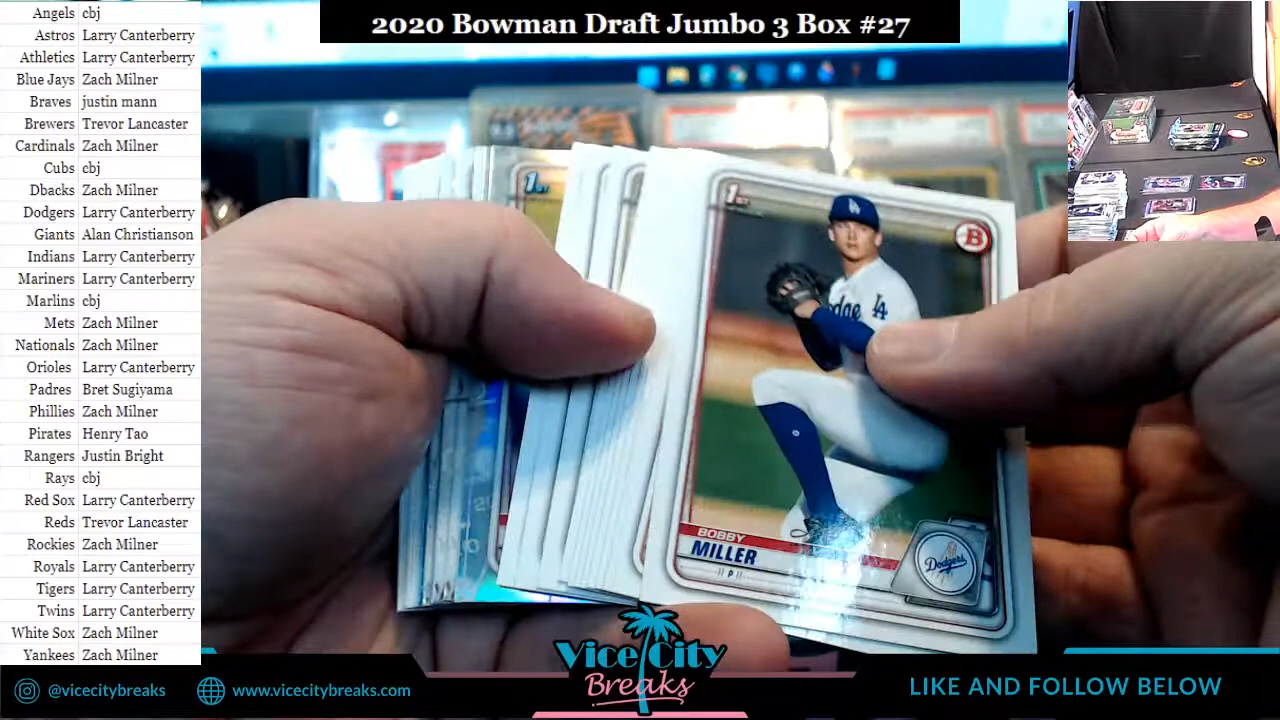 2020 Bowman Draft Jumbo 3 Box #27
Angels cbj
Astros Larry Canterberry
Athletics Larry Canterberry
Blue Jays Zach Milner
Braves justin mann
Brewers Trevor Lancaster
Cardinals Zach Milner
Cubs cbj
Dbacks Zach Milner
Dodgers Larry Canterberry
Giants Alan Christianson
Indians Larry Canterberry
Mariners Larry Canterberry
Marlins cbj
Mets Zach Milner
Nationals Zach Milner
Orioles Larry Canterberry
Padres Bret Sugiyama
Phillies Zach Milner
Pirates Henry Tao
Rangers Justin Bright
Rays cbj
Red Sox Larry Canterberry
Reds Trevor Lancaster
Rockies Zach Milner
Royals Larry Canterberry
Tigers Larry Canterberry
Twins Larry Canterberry
White Sox Zach Milner
Yankees Zach Milner
1st
1st
B
LA
LA
BOBBY
MILLER
P
Dodgers
Vice City
Breaks
@vicecitybreaks
www.vicecitybreaks.com
LIKE AND FOLLOW BELOW